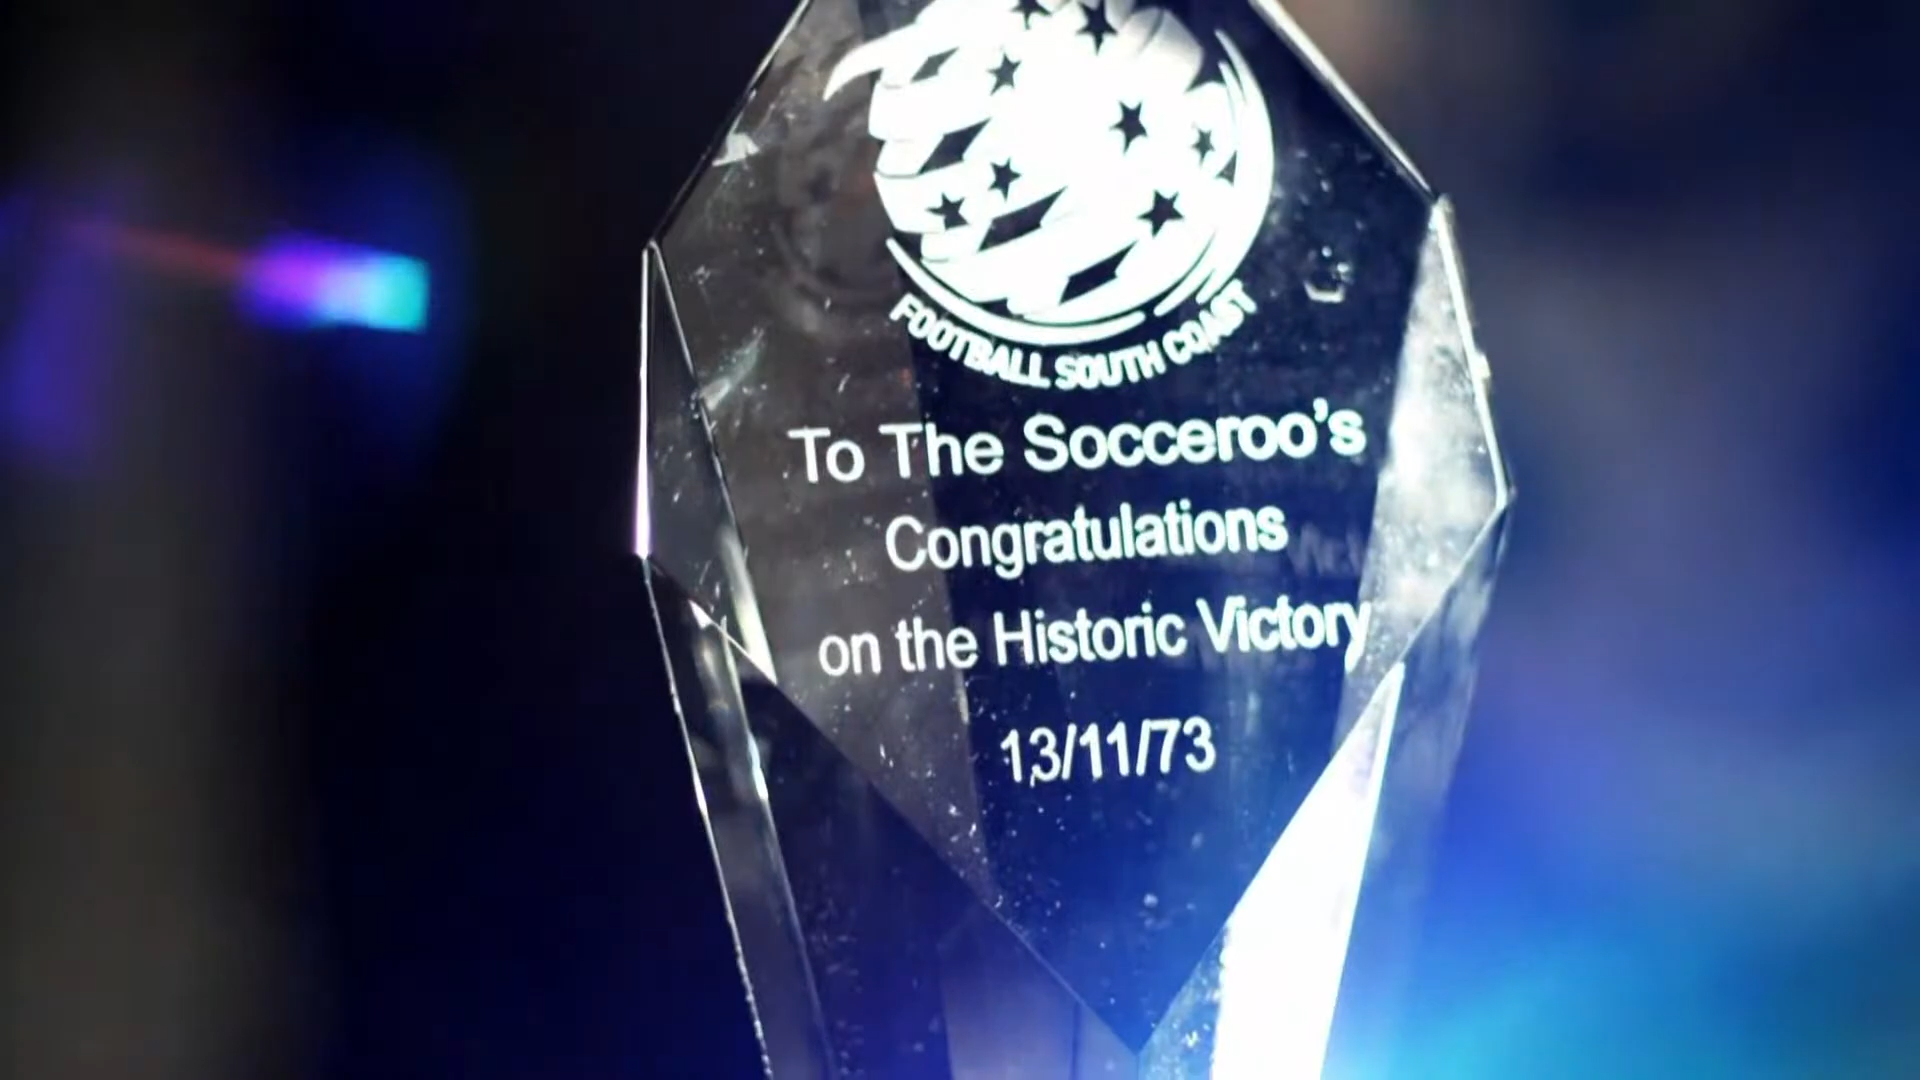 FOOTBALL SOUTH COAST
To The Socceroo's
Congratulations
on the Historic Victory
13/11/73